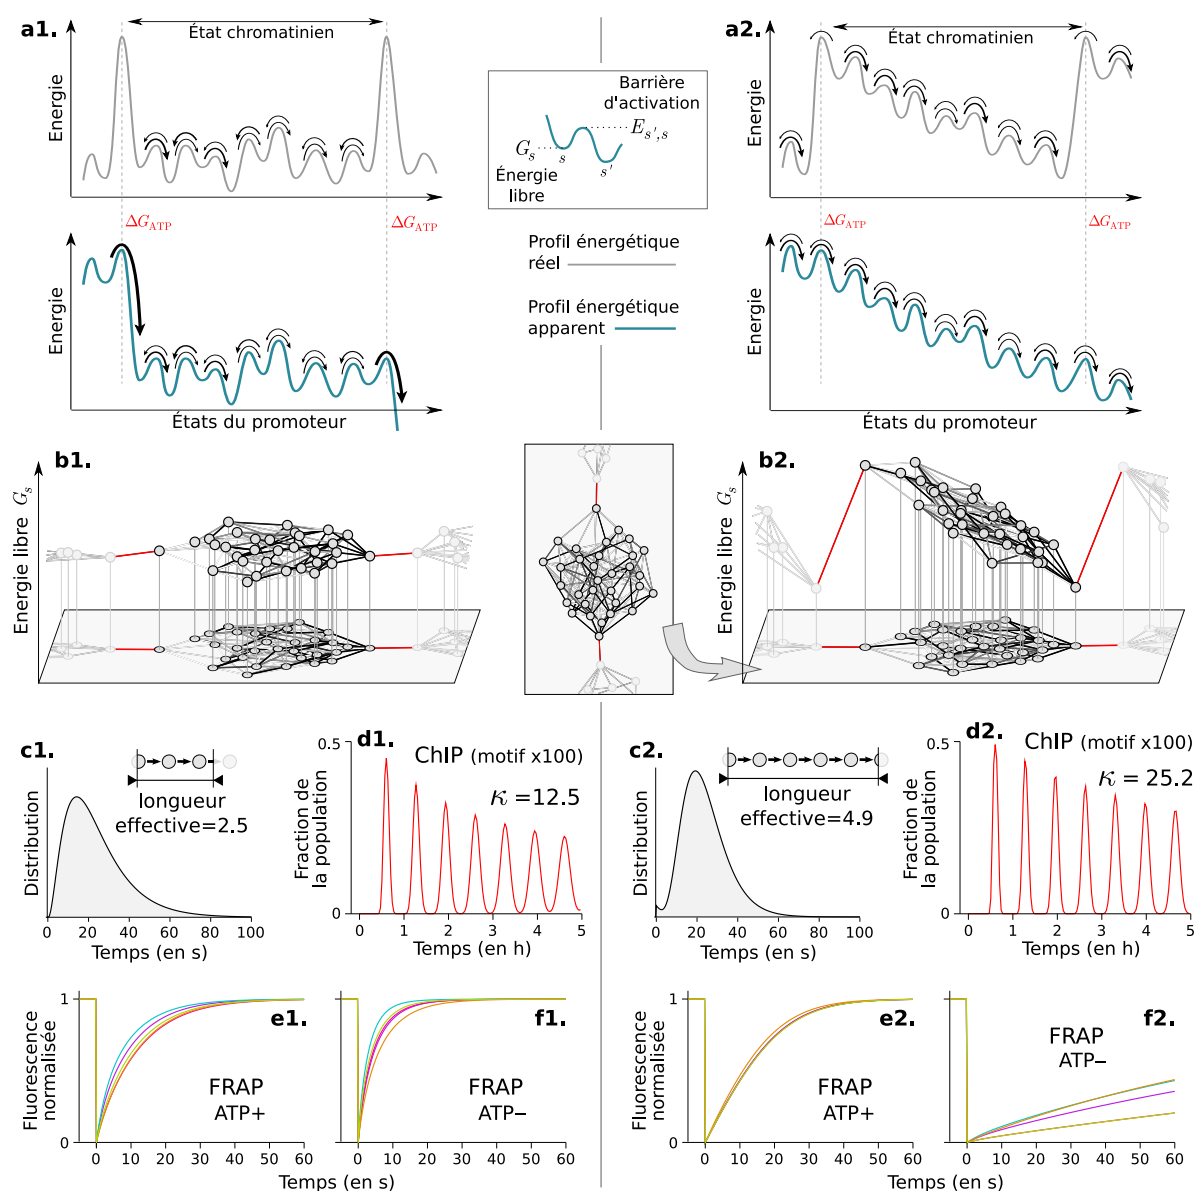 a1.
État chromatinien
Energie
ΔG_ATP
ΔG_ATP
Energie
États du promoteur
Barrière
d'activation
E_s',s
G_s
s
s'
Énergie
libre
Profil énergétique
réel
Profil énergétique
apparent
a2.
État chromatinien
Energie
ΔG_ATP
ΔG_ATP
Energie
États du promoteur
b1.
Energie libre G_s
b2.
Energie libre G_s
c1.
longueur
effective=2.5
Distribution
0 20 40 60 80 100
Temps (en s)
d1.
ChIP (motif x100)
κ =12.5
0.5
0
Fraction de
la population
0 1 2 3 4 5
Temps (en h)
c2.
longueur
effective=4.9
Distribution
0 20 40 60 80 100
Temps (en s)
d2.
ChIP (motif x100)
κ = 25.2
0.5
0
Fraction de
la population
0 1 2 3 4 5
Temps (en h)
e1.
FRAP
ATP+
1
0
Fluorescence
normalisée
0 10 20 30 40 50 60
f1.
FRAP
ATP−
0 10 20 30 40 50 60
Temps (en s)
e2.
FRAP
ATP+
1
0
Fluorescence
normalisée
0 10 20 30 40 50 60
f2.
FRAP
ATP−
0 10 20 30 40 50 60
Temps (en s)